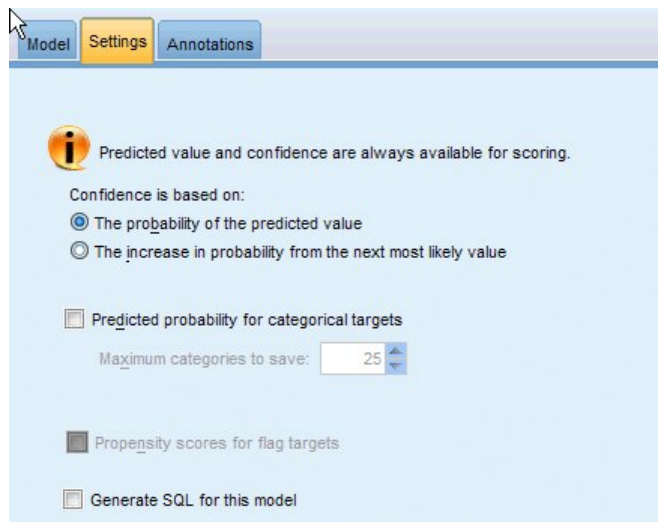 Model Settings Annotations
Predicted value and confidence are always available for scoring.
Confidence is based on:
The probability of the predicted value
The increase in probability from the next most likely value
Predicted probability for categorical targets
Maximum categories to save: 25
Propensity scores for flag targets
Generate SQL for this model